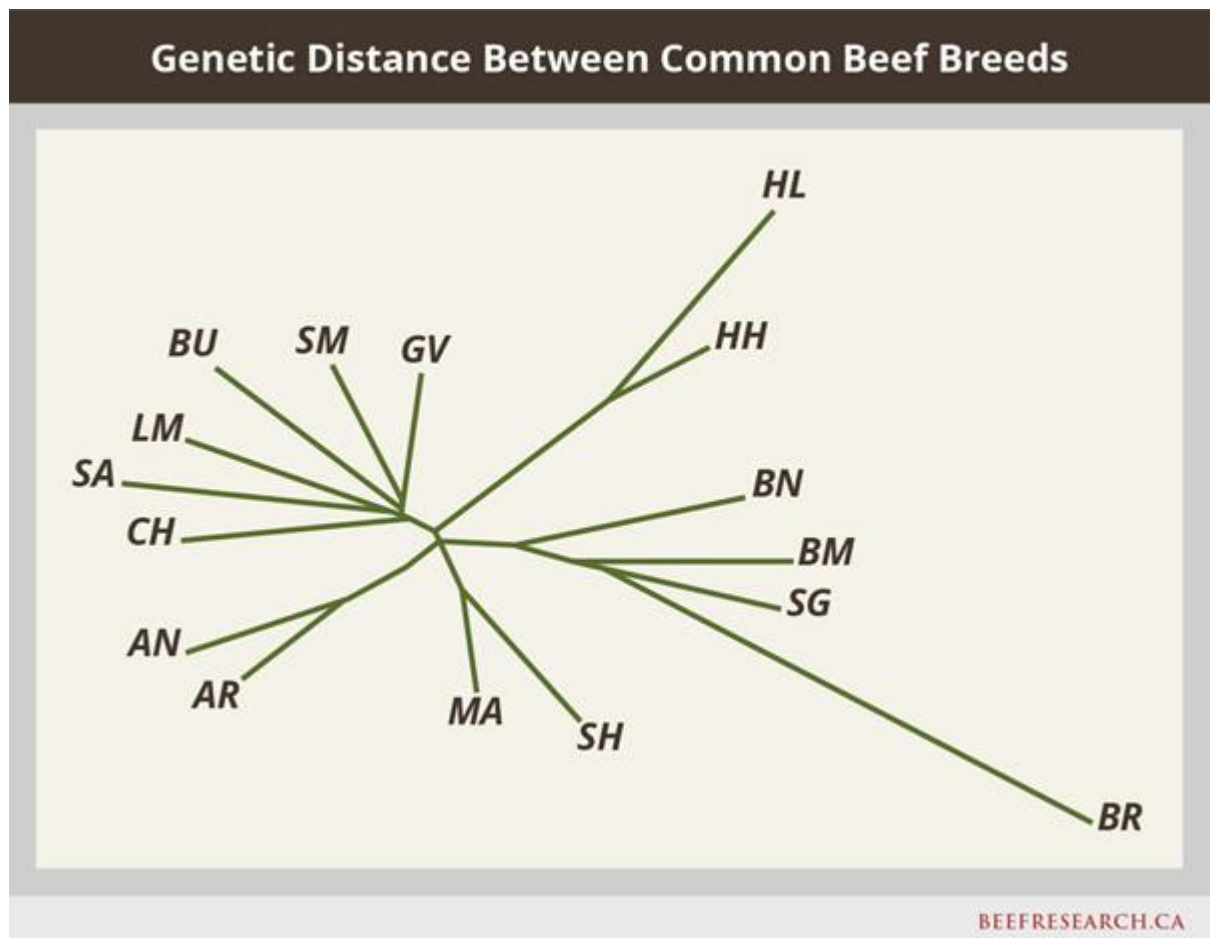 Genetic Distance Between Common Beef Breeds
HL
HH
BU
SM
GV
LM
SA
CH
BN
BM
SG
AN
AR
MA
SH
BR
BEEFRESEARCH.CA